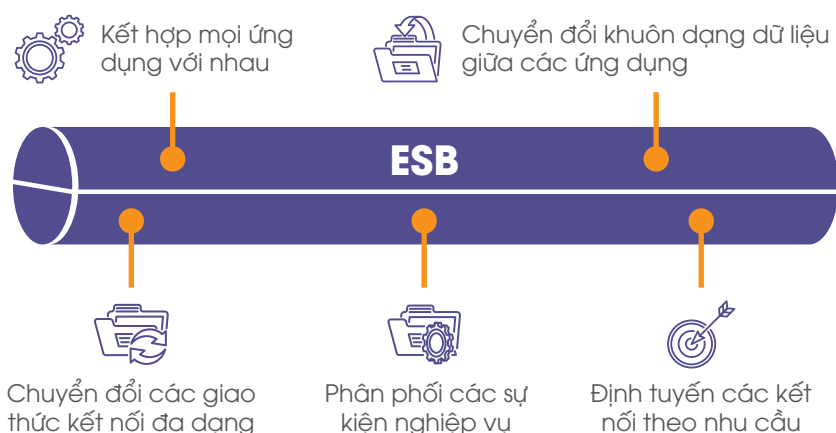 Kết hợp mọi ứng
dụng với nhau
Chuyển đổi khuôn dạng dữ liệu
giữa các ứng dụng
ESB
Chuyển đổi các giao
thức kết nối đa dạng
Phân phối các sự
kiện nghiệp vụ
Định tuyến các kết
nối theo nhu cầu